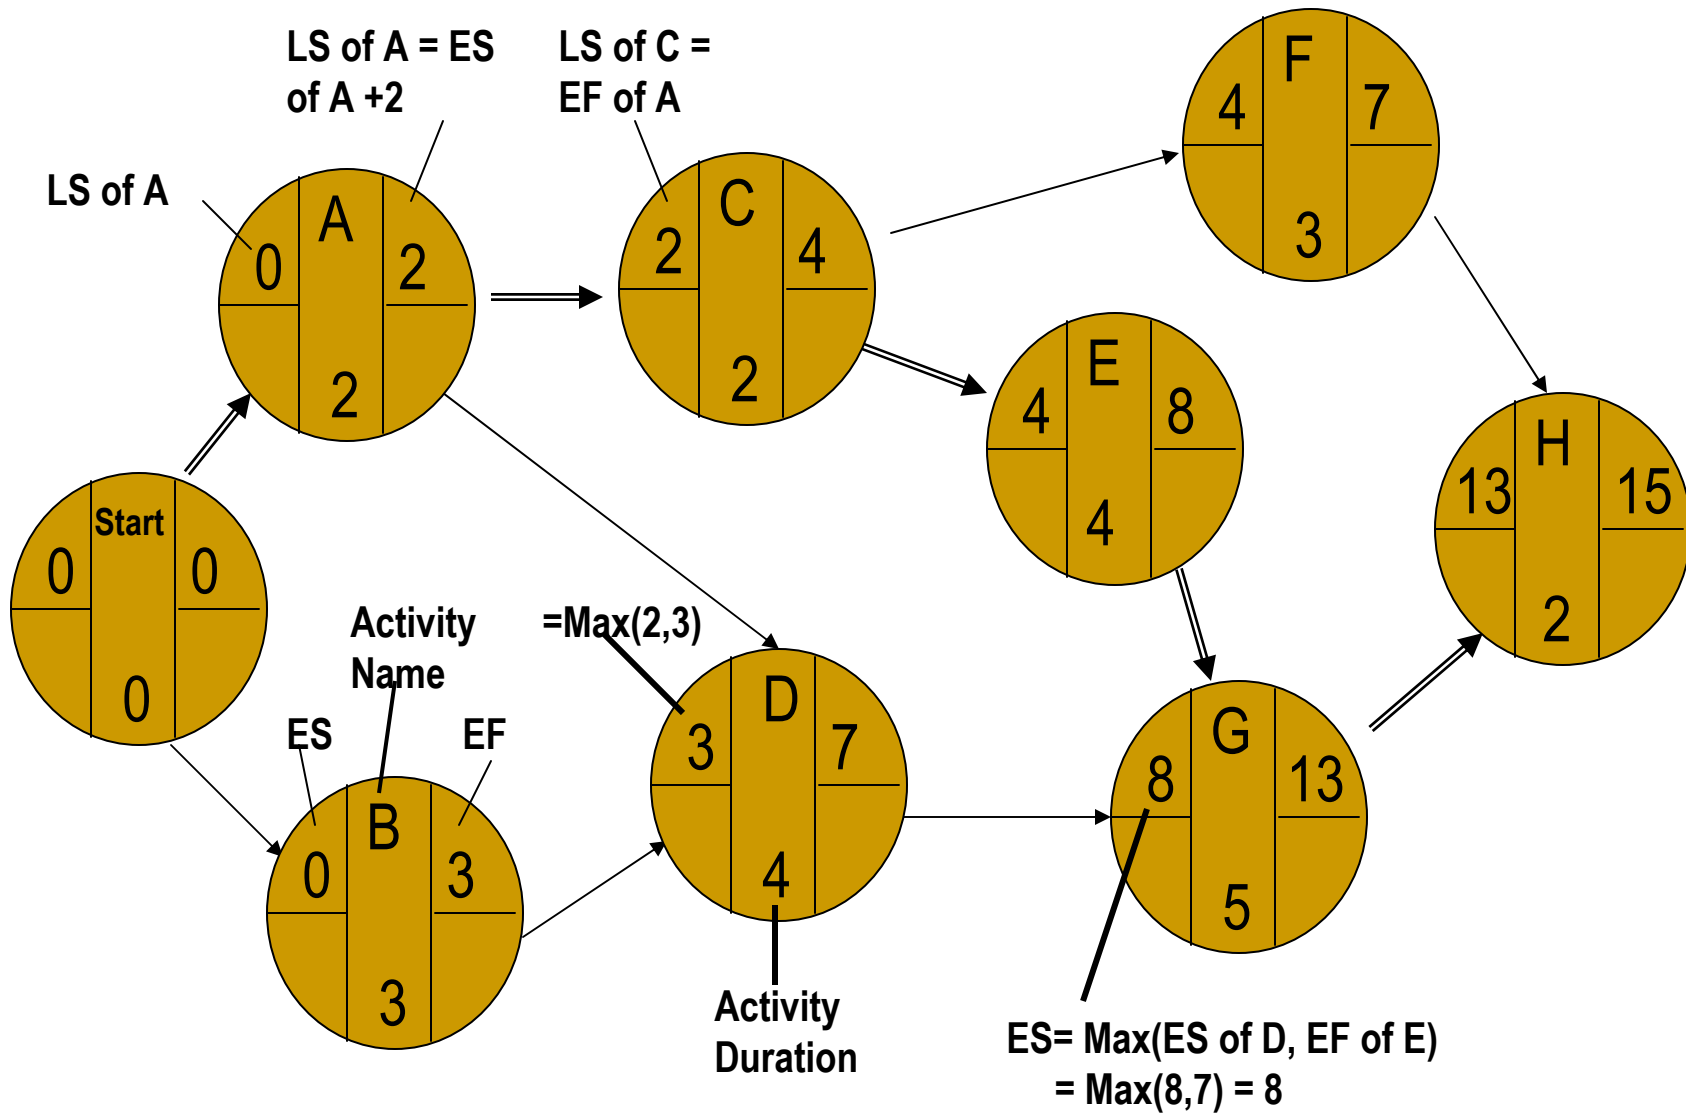 LS of A = ES
of A +2
LS of C =
EF of A
LS of A
A
0
2
2
C
2
4
2
F
4
7
3
E
4
8
4
H
13
15
2
Start
0
0
0
Activity
Name
=Max(2,3)
ES
EF
B
0
3
3
D
3
7
4
G
8
13
5
Activity
Duration
ES= Max(ES of D, EF of E)
= Max(8,7) = 8